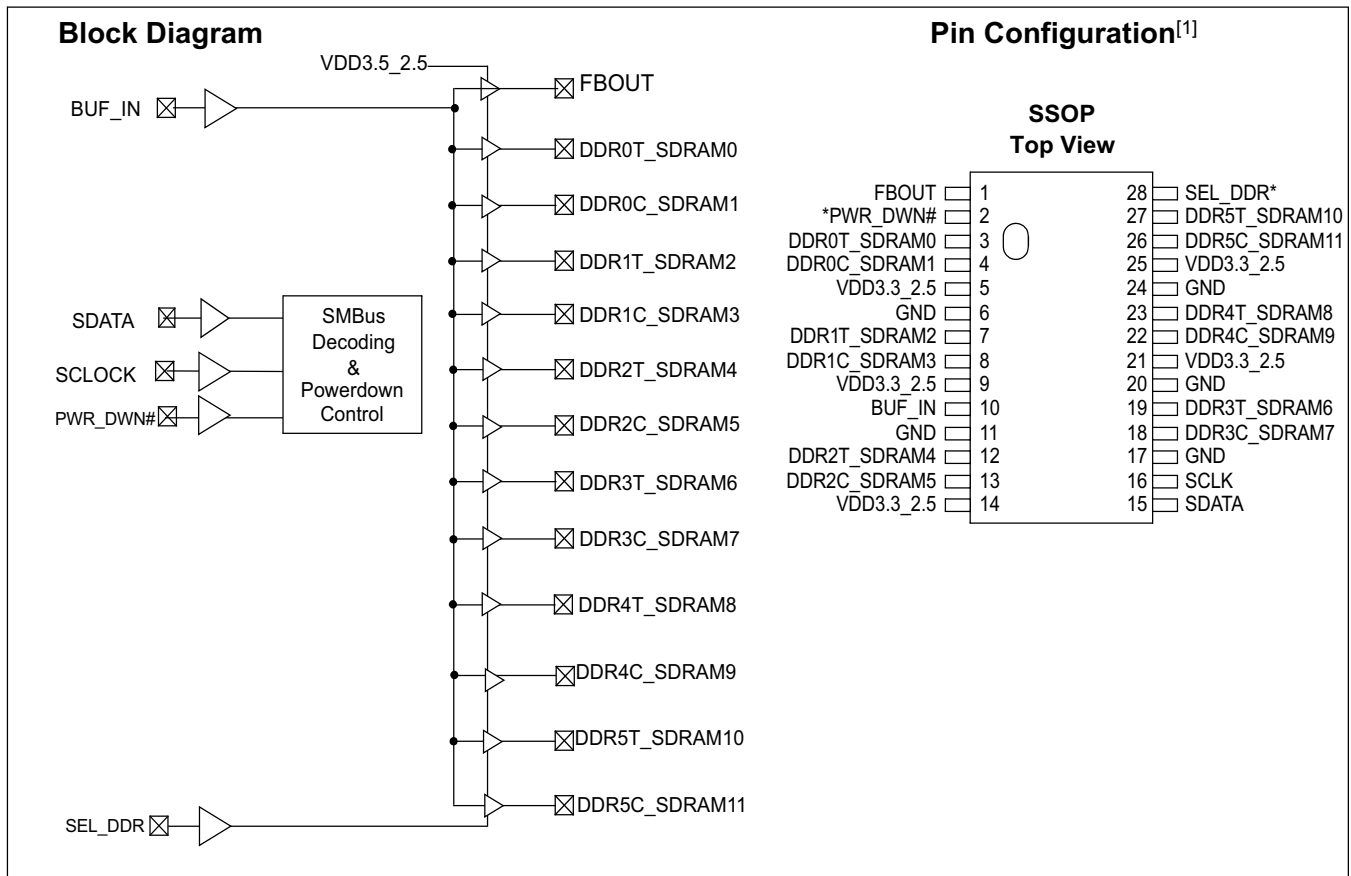 Block Diagram
VDD3.5_2.5
BUF_IN
FBOUT
DDR0T_SDRAM0
DDR0C_SDRAM1
DDR1T_SDRAM2
SDATA
SMBus
Decoding
&
Powerdown
Control
DDR1C_SDRAM3
SCLOCK
DDR2T_SDRAM4
PWR_DWN#
DDR2C_SDRAM5
DDR3T_SDRAM6
DDR3C_SDRAM7
DDR4T_SDRAM8
DDR4C_SDRAM9
DDR5T_SDRAM10
DDR5C_SDRAM11
SEL_DDR
Pin Configuration[1]
SSOP
Top View
FBOUT 1 28 SEL_DDR*
*PWR_DWN# 2 27 DDR5T_SDRAM10
DDR0T_SDRAM0 3 26 DDR5C_SDRAM11
DDR0C_SDRAM1 4 25 VDD3.3_2.5
VDD3.3_2.5 5 24 GND
GND 6 23 DDR4T_SDRAM8
DDR1T_SDRAM2 7 22 DDR4C_SDRAM9
DDR1C_SDRAM3 8 21 VDD3.3_2.5
VDD3.3_2.5 9 20 GND
BUF_IN 10 19 DDR3T_SDRAM6
GND 11 18 DDR3C_SDRAM7
DDR2T_SDRAM4 12 17 GND
DDR2C_SDRAM5 13 16 SCLK
VDD3.3_2.5 14 15 SDATA